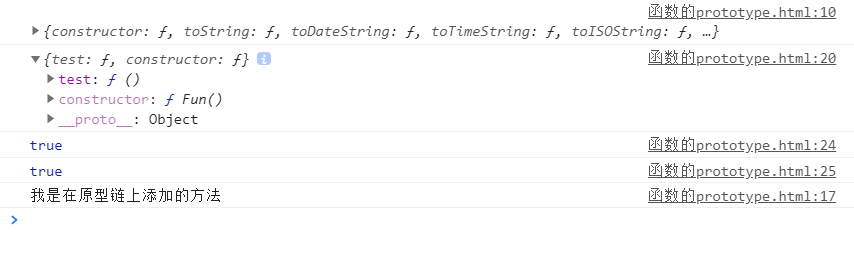 函数的prototype.html:10
▶{constructor: ƒ, toString: ƒ, toDateString: ƒ, toTimeString: ƒ, toISOString: ƒ, …}
▼{test: ƒ, constructor: ƒ} i 函数的prototype.html:20
▶test: ƒ ()
▶constructor: ƒ Fun()
▶__proto__: Object
true 函数的prototype.html:24
true 函数的prototype.html:25
我是在原型链上添加的方法 函数的prototype.html:17
>